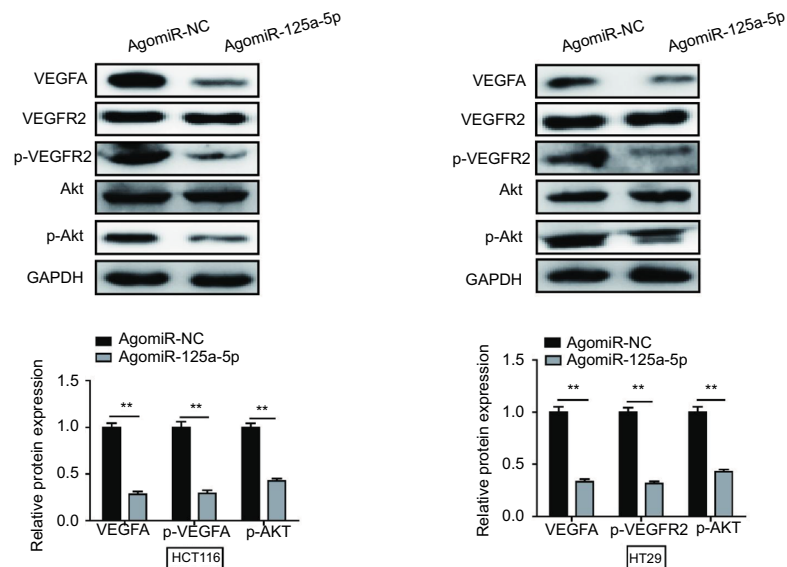 AgomiR-NC AgomiR-125a-5p
VEGFA
VEGFR2
p-VEGFR2
Akt
p-Akt
GAPDH
AgomiR-NC
AgomiR-125a-5p
Relative protein expression
1.5
1.0
0.5
0.0
** ** **
VEGFA p-VEGFA p-AKT
HCT116
AgomiR-NC AgomiR-125a-5p
VEGFA
VEGFR2
p-VEGFR2
Akt
p-Akt
GAPDH
AgomiR-NC
AgomiR-125a-5p
Relative protein expression
1.5
1.0
0.5
0.0
** ** **
VEGFA p-VEGFR2 p-AKT
HT29